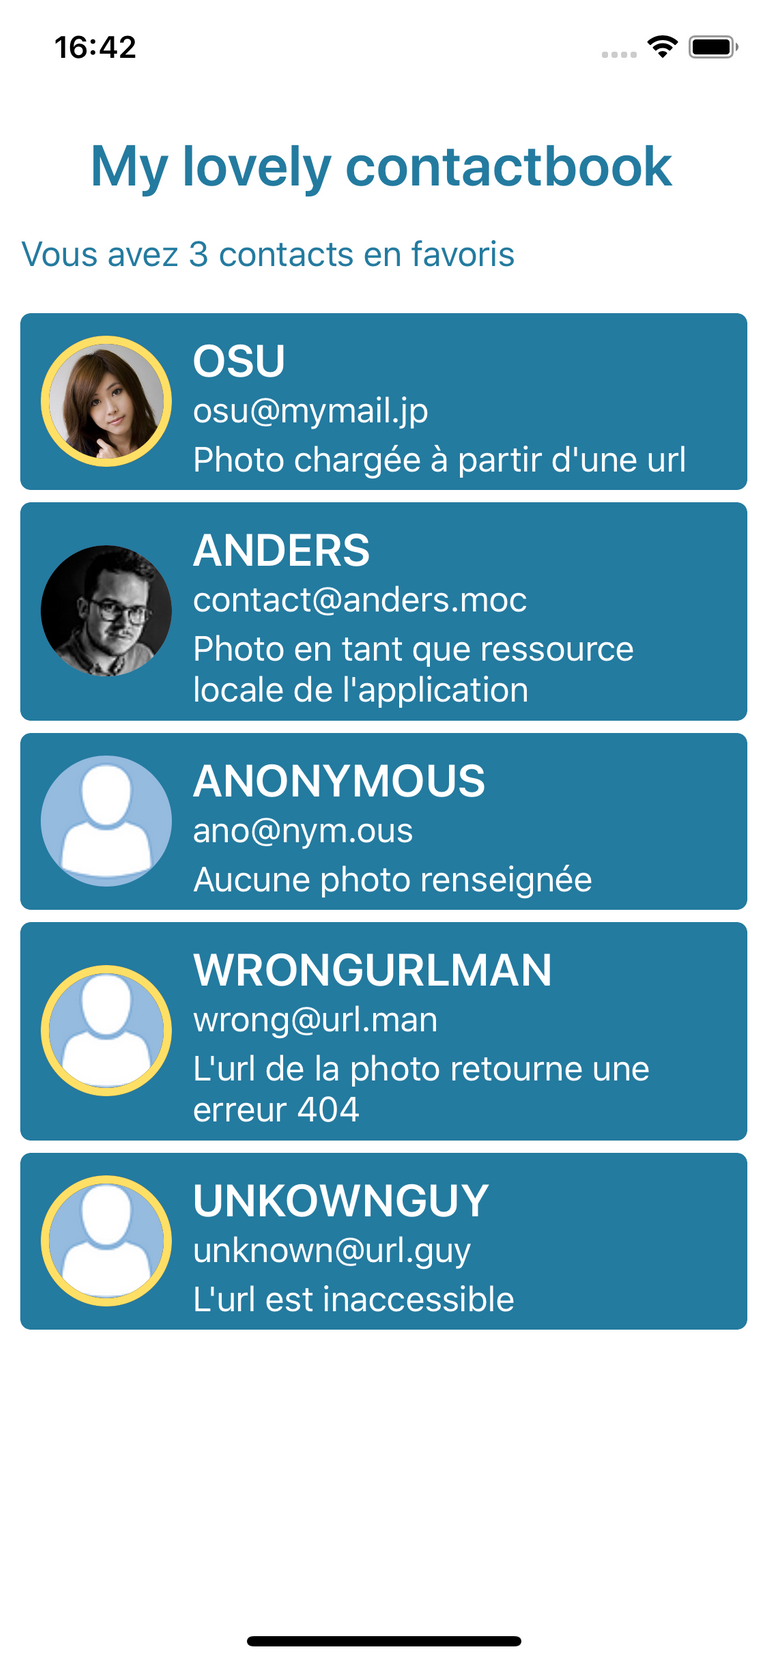 16:42
My lovely contactbook
Vous avez 3 contacts en favoris
OSU
osu@mymail.jp
Photo chargée à partir d'une url
ANDERS
contact@anders.moc
Photo en tant que ressource
locale de l'application
ANONYMOUS
ano@nym.ous
Aucune photo renseignée
WRONGURLMAN
wrong@url.man
L'url de la photo retourne une
erreur 404
UNKOWNGUY
unknown@url.guy
L'url est inaccessible